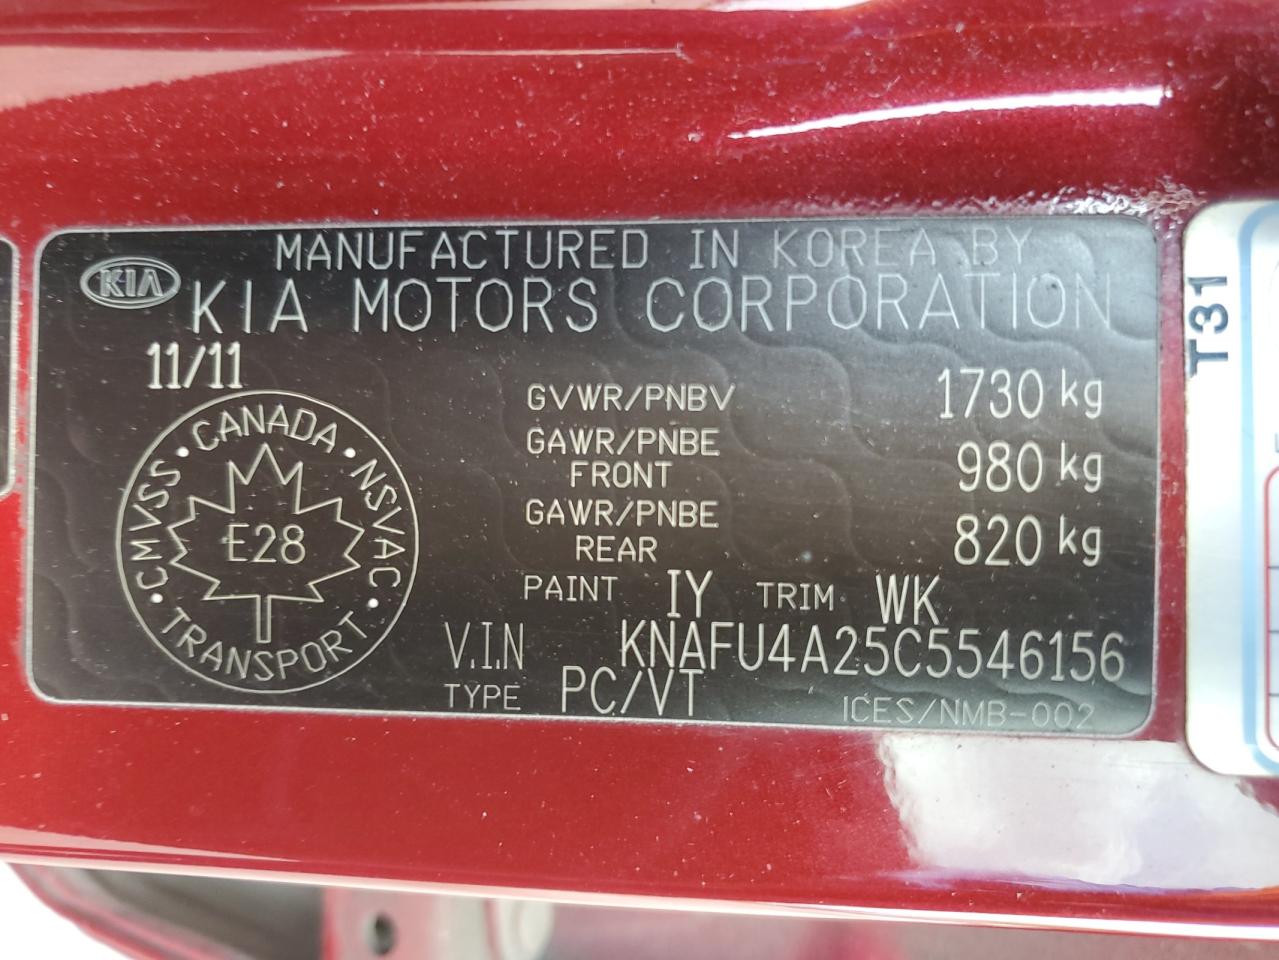 MANUFACTURED IN KOREA BY
KIA
KIA MOTORS CORPORATION
11/11
GVWR/PNBV 1730 kg
GAWR/PNBE FRONT 980 kg
GAWR/PNBE REAR 820 kg
PAINT IY TRIM WK
V.I.N KNAFU4A25C5546156
TYPE PC/VT
ICES/NMB-002
CANADA
CMVSS • NSVAC
E28
TRANSPORT
T31